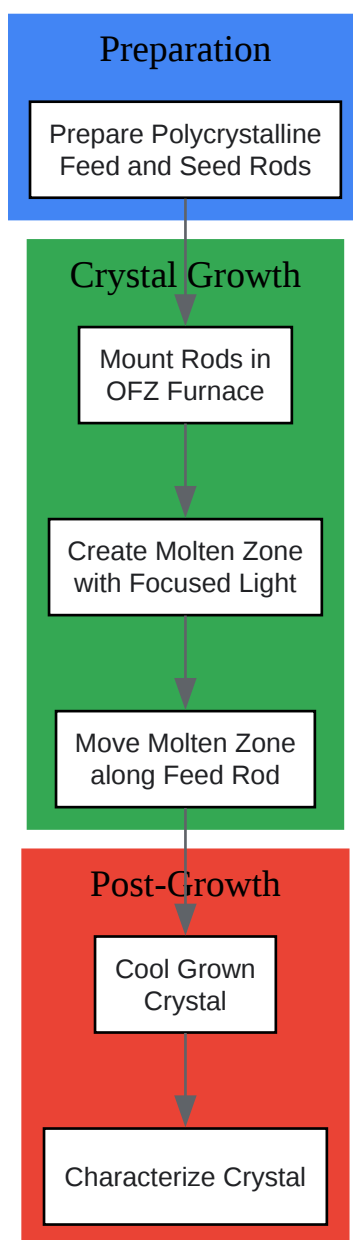 Preparation
Prepare Polycrystalline
Feed and Seed Rods
Crystal Growth
Mount Rods in
OFZ Furnace
Create Molten Zone
with Focused Light
Move Molten Zone
along Feed Rod
Post-Growth
Cool Grown
Crystal
Characterize Crystal